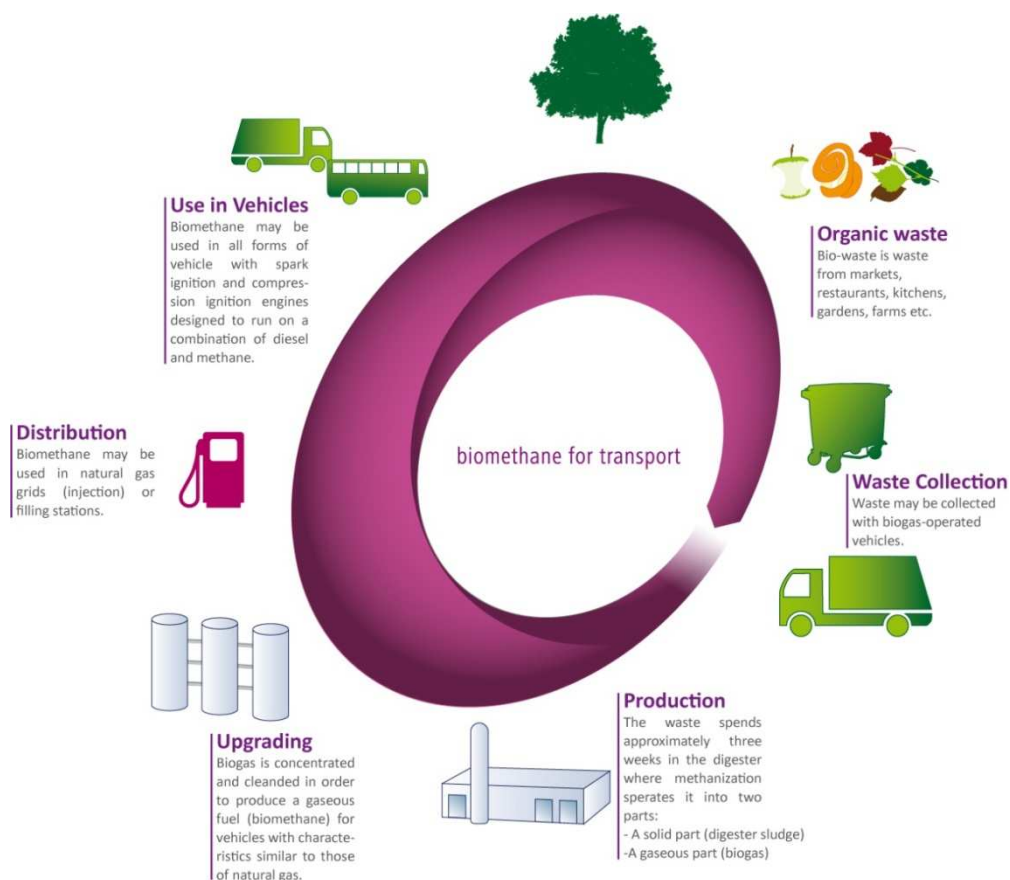 Organic waste
Bio-waste is waste
from markets,
restaurants, kitchens,
gardens, farms etc.
Waste Collection
Waste may be collected
with biogas-operated
vehicles.
Production
The waste spends
approximately three
weeks in the digester
where methanization
sperates it into two
parts:
- A solid part (digester sludge)
-A gaseous part (biogas)
Upgrading
Biogas is concentrated
and cleanded in order
to produce a gaseous
fuel (biomethane) for
vehicles with characte-
ristics similar to those
of natural gas.
Distribution
Biomethane may be
used in natural gas
grids (injection) or
filling stations.
Use in Vehicles
Biomethane may be
used in all forms of
vehicle with spark
ignition and compres-
sion ignition engines
designed to run on a
combination of diesel
and methane.
biomethane for transport